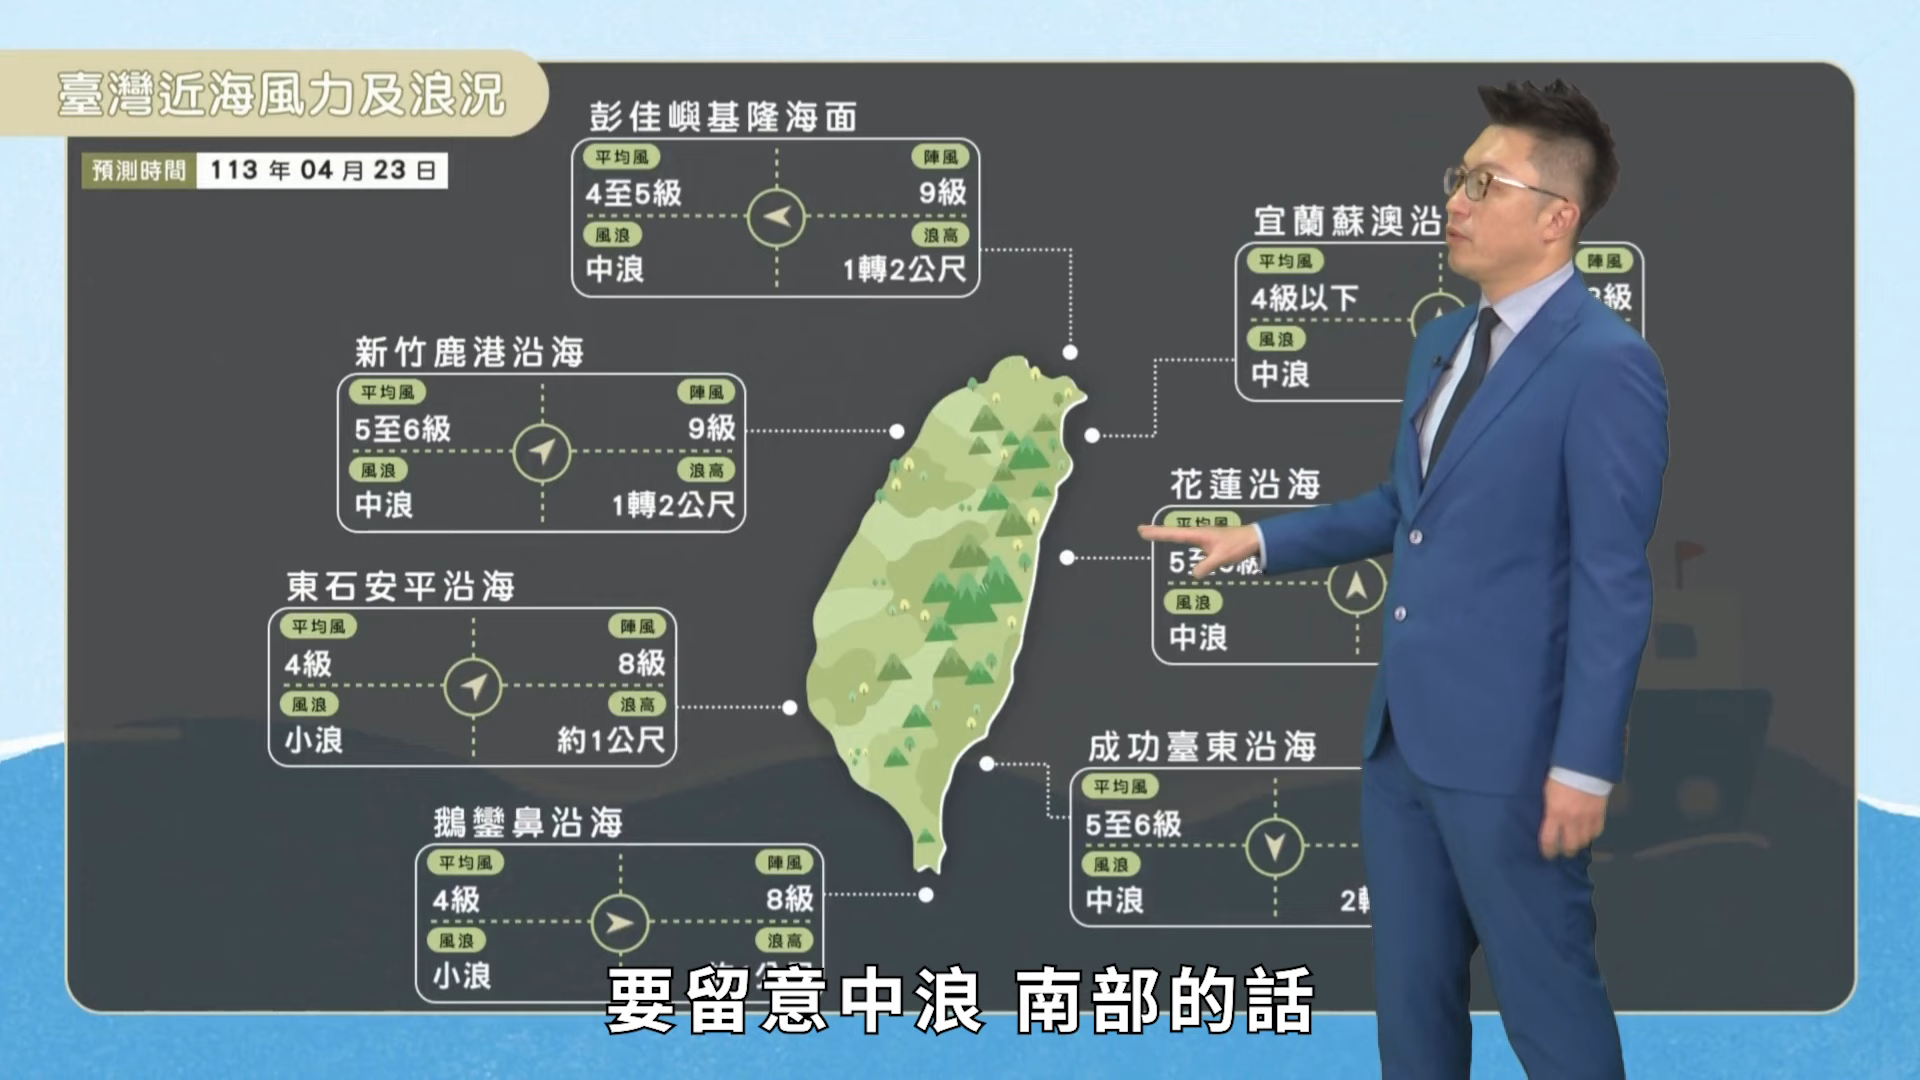 臺灣近海風力及浪況
預測時間 113 年 04 月 23 日
彭佳嶼基隆海面
平均風 陣風
4至5級 9級
風浪 浪高
中浪 1轉2公尺
宜蘭蘇澳沿
平均風 陣風
4級以下 級
風浪
中浪
新竹鹿港沿海
平均風 陣風
5至6級 9級
風浪 浪高
中浪 1轉2公尺
花蓮沿海
平均風
5至 級
風浪
中浪
東石安平沿海
平均風 陣風
4級 8級
風浪 浪高
小浪 約1公尺
成功臺東沿海
平均風
5至6級
風浪
中浪 2轉
鵝鑾鼻沿海
平均風 陣風
4級 8級
風浪 浪高
小浪
要留意中浪 南部的話